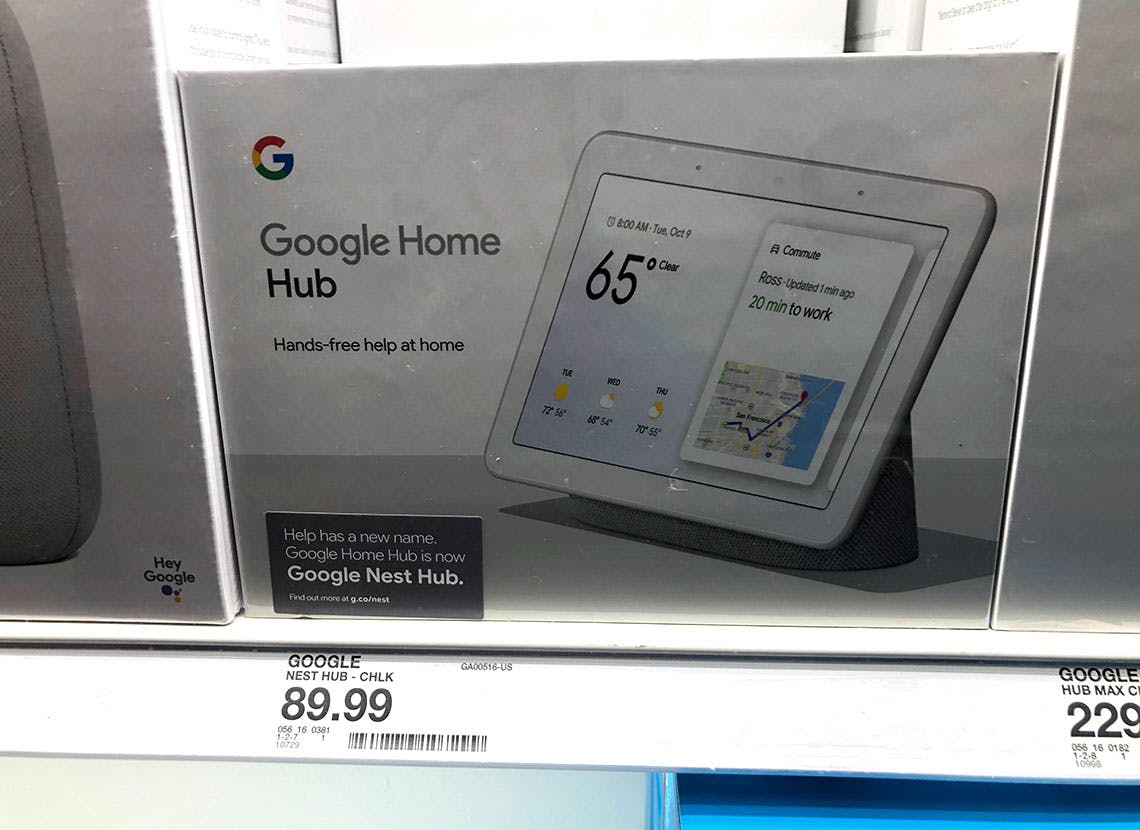 Google Home
Hub
Hands-free help at home
8:00 AM · Tue, Oct 9
65° Clear
Commute
Ross · Updated 1 min ago
20 min to work
TUE
WED
THU
72° 56°
68° 54°
70° 55°
San Francisco
Help has a new name.
Google Home Hub is now
Google Nest Hub.
Find out more at g.co/nest
Hey
Google
GOOGLE
NEST HUB - CHLK
GA00516-US
89.99
056 16 0381
1-2-7 1
10729
GOOGLE
HUB MAX
229
056 16 0182
1-2-8 1
10998